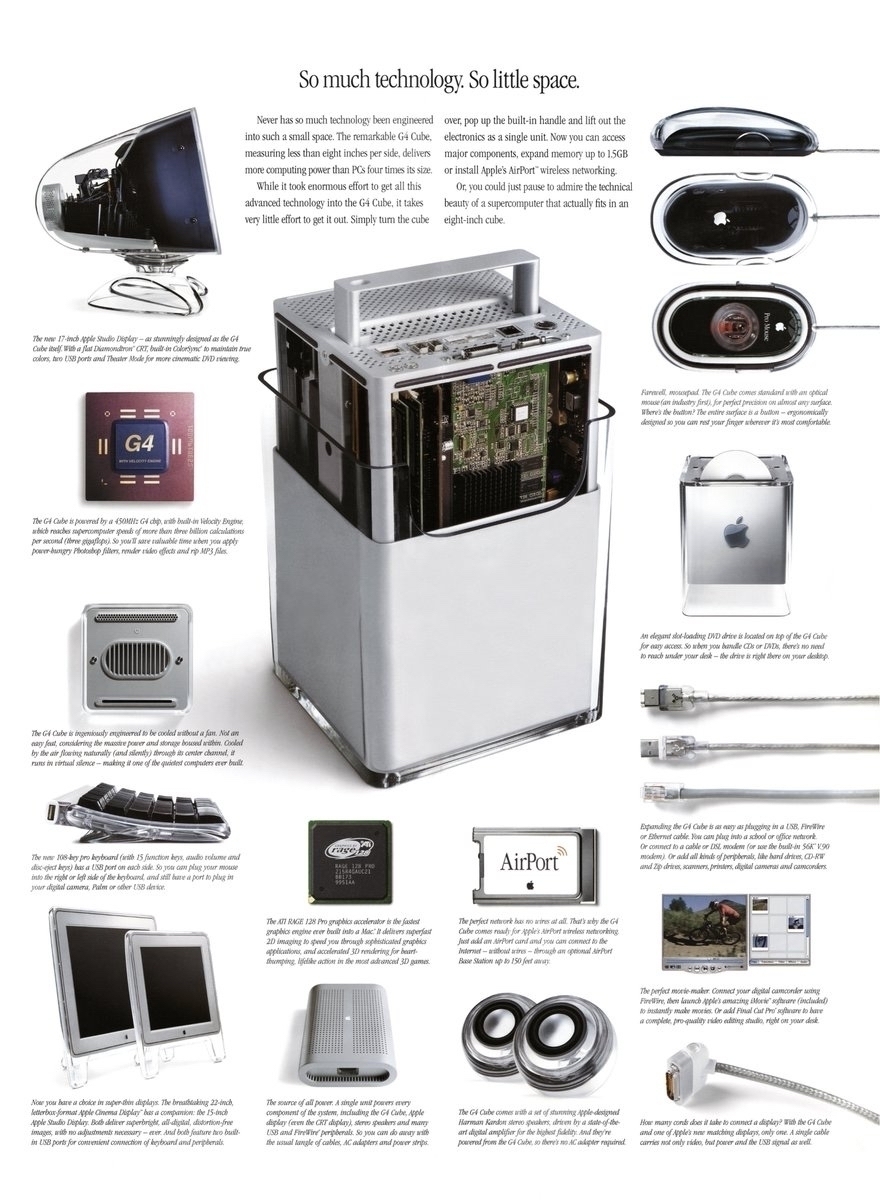 So much technology. So little space.
Never has so much technology been engineered
into such a small space. The remarkable G4 Cube,
measuring less than eight inches per side, delivers
more computing power than PCs four times its size.
While it took enormous effort to get all this
advanced technology into the G4 Cube, it takes
very little effort to get it out. Simply turn the cube
over, pop up the built-in handle and lift out the
electronics as a single unit. Now you can access
major components, expand memory up to 1.5GB
or install Apple's AirPort™ wireless networking.
Or, you could just pause to admire the technical
beauty of a supercomputer that actually fits in an
eight-inch cube.
The new 17-inch Apple Studio Display – as stunningly designed as the G4
Cube itself. With a flat Diamondtron® CRT, built-in ColorSync® to maintain true
colors, two USB ports and Theater Mode for more cinematic DVD viewing.
Pro Mouse
Farewell, mousepad. The G4 Cube comes standard with an optical
mouse (an industry first), for perfect precision on almost any surface.
Where's the button? The entire surface is a button – ergonomically
designed so you can rest your finger wherever it's most comfortable.
G4
WITH VELOCITY ENGINE
The G4 Cube is powered by a 450MHz G4 chip, with built-in Velocity Engine,
which reaches supercomputer speeds of more than three billion calculations
per second (three gigaflops). So you'll save valuable time when you apply
power-hungry Photoshop filters, render video effects and rip MP3 files.
An elegant slot-loading DVD drive is located on top of the G4 Cube
for easy access. So when you handle CDs or DVDs, there's no need
to reach under your desk – the drive is right there on your desktop.
The G4 Cube is ingeniously engineered to be cooled without a fan. Not an
easy feat, considering the massive power and storage housed within. Cooled
by the air flowing naturally (and silently) through its center channel, it
runs in virtual silence – making it one of the quietest computers ever built.
Expanding the G4 Cube is as easy as plugging in a USB, FireWire
or Ethernet cable. You can plug into a school or office network.
Or connect to a cable or DSL modem (or use the built-in 56K V.90
modem). Or add all kinds of peripherals, like hard drives, CD-RW
and Zip drives, scanners, printers, digital cameras and camcorders.
The new 108-key pro keyboard (with 15 function keys, audio volume and
disc-eject keys) has a USB port on each side. So you can plug your mouse
into the right or left side of the keyboard, and still have a port to plug in
your digital camera, Palm or other USB device.
rage 128
RAGE 128 PRO
The ATI RAGE 128 Pro graphics accelerator is the fastest
graphics engine ever built into a Mac. It delivers superfast
2D imaging to speed you through sophisticated graphics
applications, and accelerated 3D rendering for heart-
thumping, lifelike action in the most advanced 3D games.
AirPort
The perfect network has no wires at all. That's why the G4
Cube comes ready for Apple's AirPort wireless networking.
Just add an AirPort card and you can connect to the
Internet – without wires – through an optional AirPort
Base Station up to 150 feet away.
The perfect movie-maker. Connect your digital camcorder using
FireWire, then launch Apple's amazing iMovie™ software (included)
to instantly make movies. Or add Final Cut Pro™ software to have
a complete, pro-quality video editing studio, right on your desk.
Now you have a choice in super-thin displays. The breathtaking 22-inch,
letterbox-format Apple Cinema Display™ has a companion: the 15-inch
Apple Studio Display. Both deliver superbright, all-digital, distortion-free
images, with no adjustments necessary – ever. And both feature two built-
in USB ports for convenient connection of keyboard and peripherals.
The source of all power. A single unit powers every
component of the system, including the G4 Cube, Apple
display (even the CRT display), stereo speakers and many
USB and FireWire® peripherals. So you can do away with
the usual tangle of cables, AC adapters and power strips.
The G4 Cube comes with a set of stunning Apple-designed
Harman Kardon stereo speakers, driven by a state-of-the-
art digital amplifier for the highest fidelity. And they're
powered from the G4 Cube, so there's no AC adapter required.
How many cords does it take to connect a display? With the G4 Cube
and one of Apple's new matching displays, only one. A single cable
carries not only video, but power and the USB signal as well.